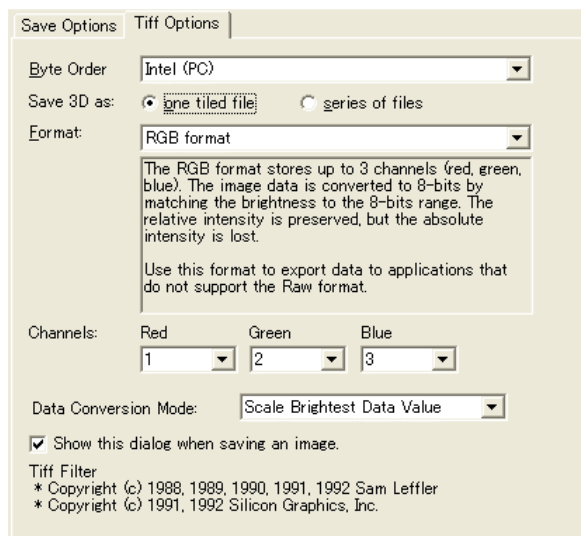 Save Options Tiff Options
Byte Order Intel (PC)
Save 3D as: one tiled file series of files
Format: RGB format
The RGB format stores up to 3 channels (red, green,
blue). The image data is converted to 8-bits by
matching the brightness to the 8-bits range. The
relative intensity is preserved, but the absolute
intensity is lost.
Use this format to export data to applications that
do not support the Raw format.
Channels: Red Green Blue
1 2 3
Data Conversion Mode: Scale Brightest Data Value
Show this dialog when saving an image.
Tiff Filter
* Copyright (c) 1988, 1989, 1990, 1991, 1992 Sam Leffler
* Copyright (c) 1991, 1992 Silicon Graphics, Inc.